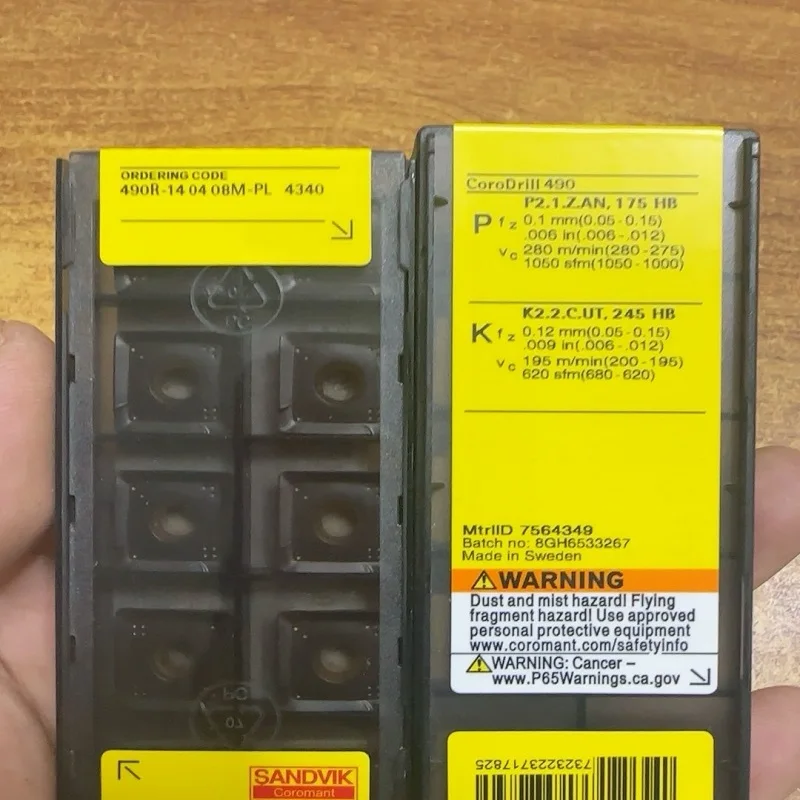 ORDERING CODE
490R-14 04 08M-PL 4340
SANDVIK
Coromant
CoroDrill 490
P2.1.Z.AN, 175 HB
P fz 0.1 mm(0.05-0.15)
.006 in(.006-.012)
vc 280 m/min(280-275)
1050 sfm(1050-1000)
K2.2.C.UT, 245 HB
K fz 0.12 mm(0.05-0.15)
.009 in(.006-.012)
vc 195 m/min(200-195)
620 sfm(680-620)
MtrlID 7564349
Batch no: 8GH6533267
Made in Sweden
⚠WARNING
Dust and mist hazard! Flying
fragment hazard! Use approved
personal protective equipment
www.coromant.com/safetyinfo
⚠WARNING: Cancer –
www.P65Warnings.ca.gov
7323223717825